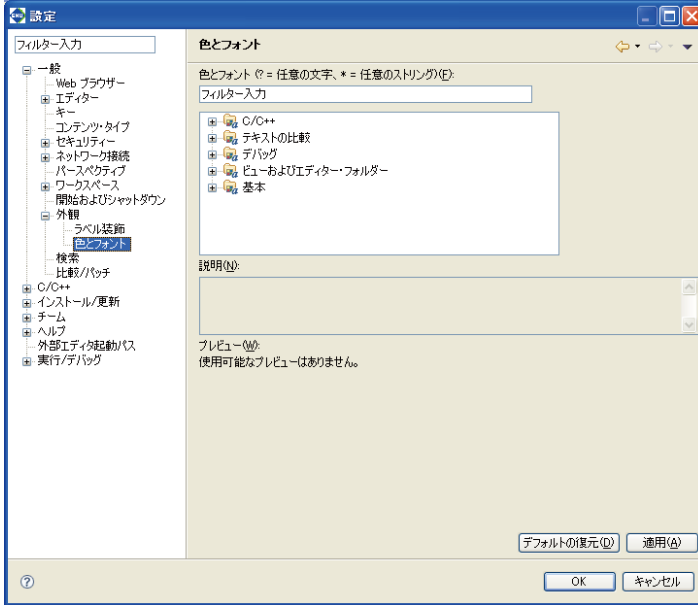 設定
フィルター入力
一般
Web ブラウザー
エディター
キー
コンテンツ・タイプ
セキュリティー
ネットワーク接続
パースペクティブ
ワークスペース
開始およびシャットダウン
外観
ラベル装飾
色とフォント
検索
比較/パッチ
C/C++
インストール/更新
チーム
ヘルプ
外部エディタ起動パス
実行/デバッグ
色とフォント
色とフォント (? = 任意の文字、* = 任意のストリング)(F):
フィルター入力
C/C++
テキストの比較
デバッグ
ビューおよびエディター・フォルダー
基本
説明(N):
プレビュー(W):
使用可能なプレビューはありません。
デフォルトの復元(D)
適用(A)
OK
キャンセル